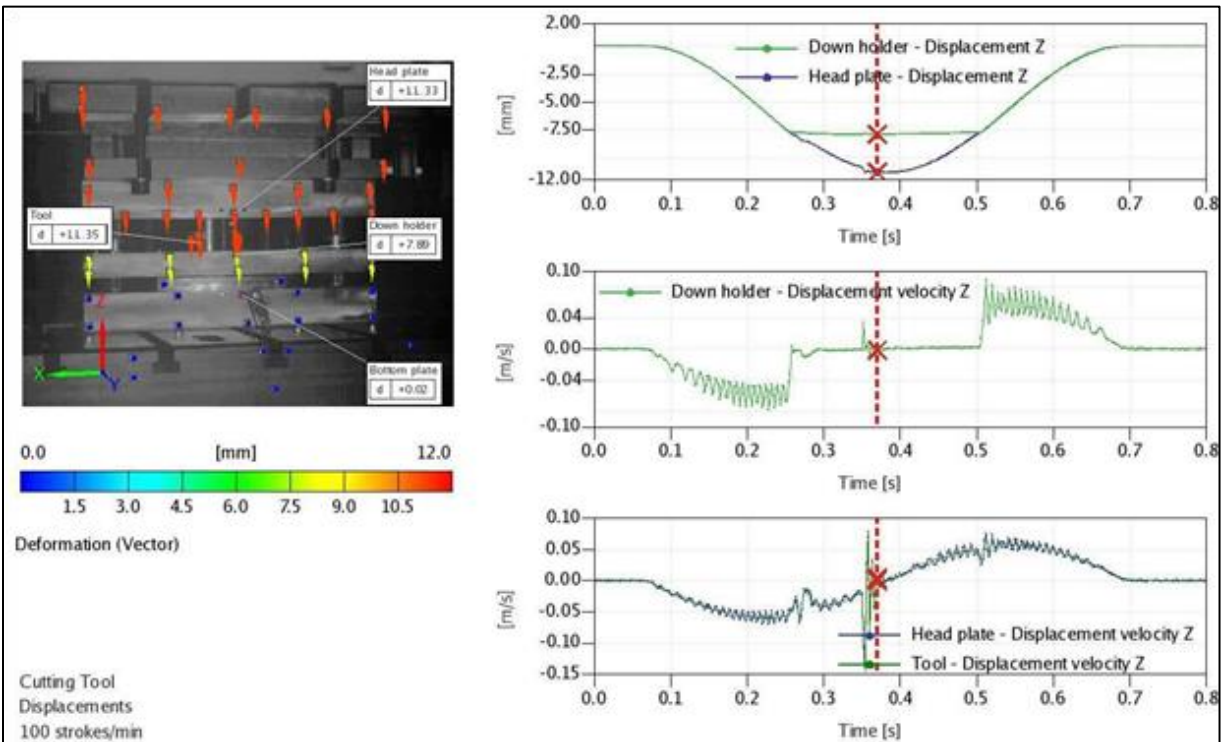 Head plate
d +11.33
Tool
d +11.35
Down holder
d +7.89
Bottom plate
d +0.02
Z
X
Y
0.0 [mm] 12.0
1.5 3.0 4.5 6.0 7.5 9.0 10.5
Deformation (Vector)
Cutting Tool
Displacements
100 strokes/min
2.00
-2.50
-5.00
-7.50
-12.00
[mm]
Down holder - Displacement Z
Head plate - Displacement Z
0.0 0.1 0.2 0.3 0.4 0.5 0.6 0.7 0.8
Time [s]
0.10
0.04
0.00
-0.04
-0.10
[m/s]
Down holder - Displacement velocity Z
0.0 0.1 0.2 0.3 0.4 0.5 0.6 0.7 0.8
Time [s]
0.10
0.05
0.00
-0.05
-0.10
-0.15
[m/s]
Head plate - Displacement velocity Z
Tool - Displacement velocity Z
0.0 0.1 0.2 0.3 0.4 0.5 0.6 0.7 0.8
Time [s]